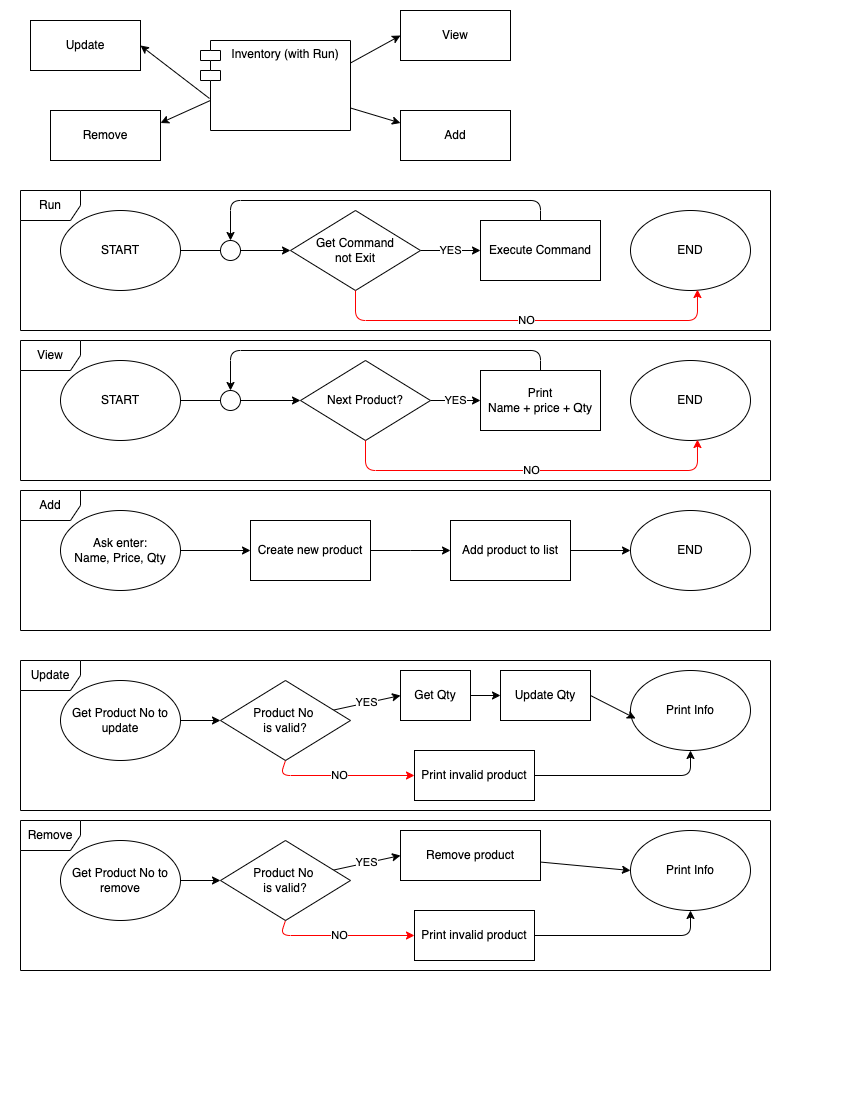 Update
Inventory (with Run)
View
Remove
Add
Run
START
Get Command
not Exit
YES
Execute Command
END
NO
View
START
Next Product?
YES
Print
Name + price + Qty
END
NO
Add
Ask enter:
Name, Price, Qty
Create new product
Add product to list
END
Update
Get Product No to
update
Product No
is valid?
YES
Get Qty
Update Qty
Print Info
NO
Print invalid product
Remove
Get Product No to
remove
Product No
is valid?
YES
Remove product
Print Info
NO
Print invalid product